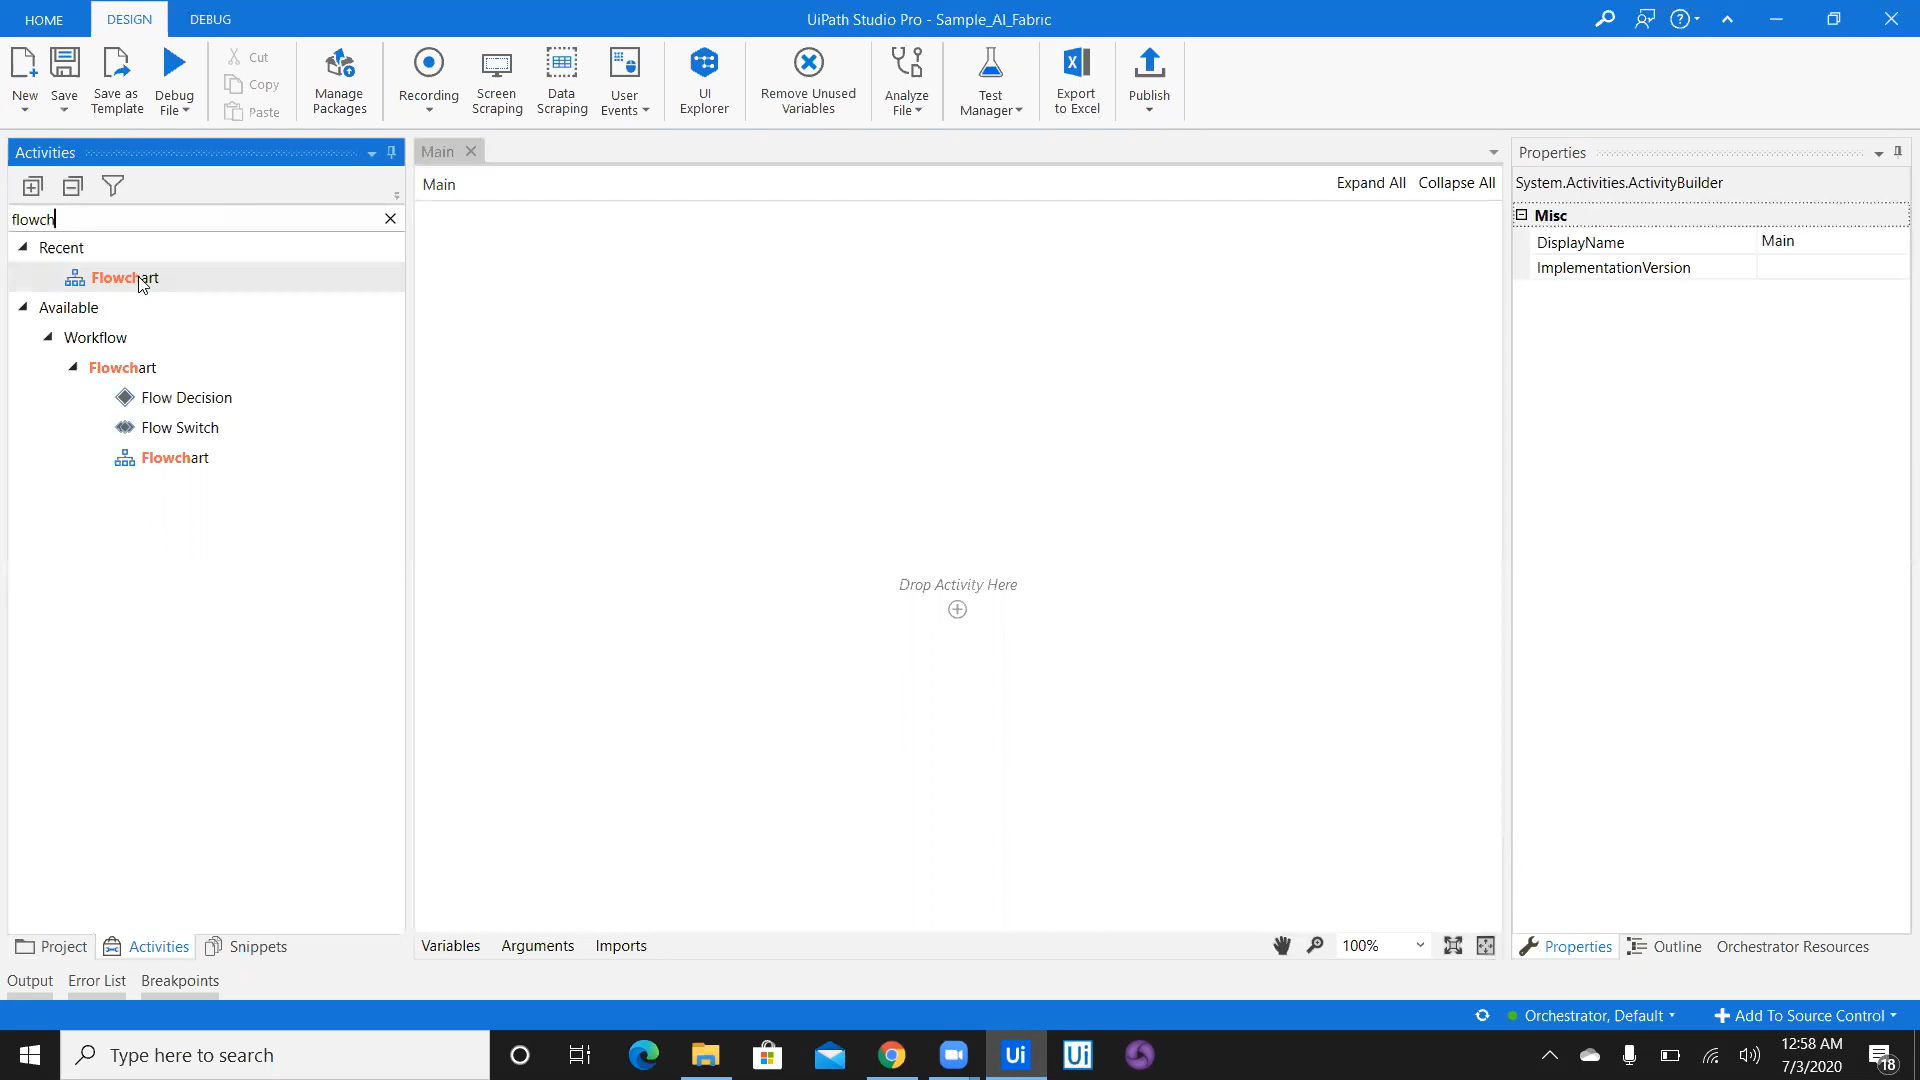 HOME DESIGN DEBUG UiPath Studio Pro - Sample_AI_Fabric
New Save Save as Template Debug File Cut Copy Paste Manage Packages Recording Screen Scraping Data Scraping User Events UI Explorer Remove Unused Variables Analyze File Test Manager Export to Excel Publish
Activities
flowch
Recent
Flowchart
Available
Workflow
Flowchart
Flow Decision
Flow Switch
Flowchart
Main
Main Expand All Collapse All
Drop Activity Here
Properties
System.Activities.ActivityBuilder
Misc
DisplayName Main
ImplementationVersion
Project Activities Snippets
Variables Arguments Imports 100%
Properties Outline Orchestrator Resources
Output Error List Breakpoints
Orchestrator, Default Add To Source Control
Type here to search
Ui Ui
12:58 AM
7/3/2020
18